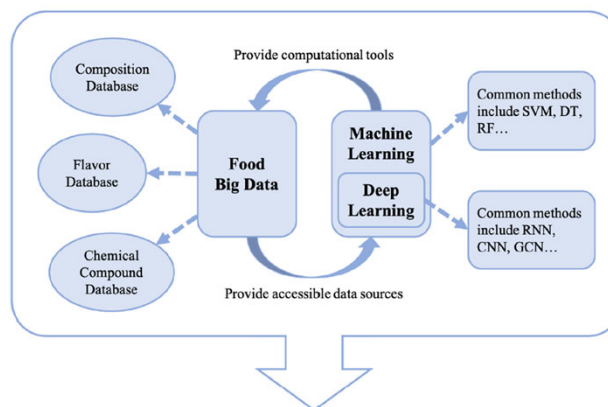 Provide computational tools
Composition
Database
Common methods
include SVM, DT,
RF...
Machine
Learning
Food
Big Data
Flavor
Database
Deep
Learning
Common methods
include RNN,
CNN, GCN...
Chemical
Compound
Database
Provide accessible data sources